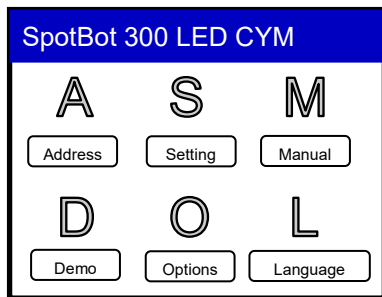 SpotBot 300 LED CYM
A S M
Address Setting Manual
D O L
Demo Options Language